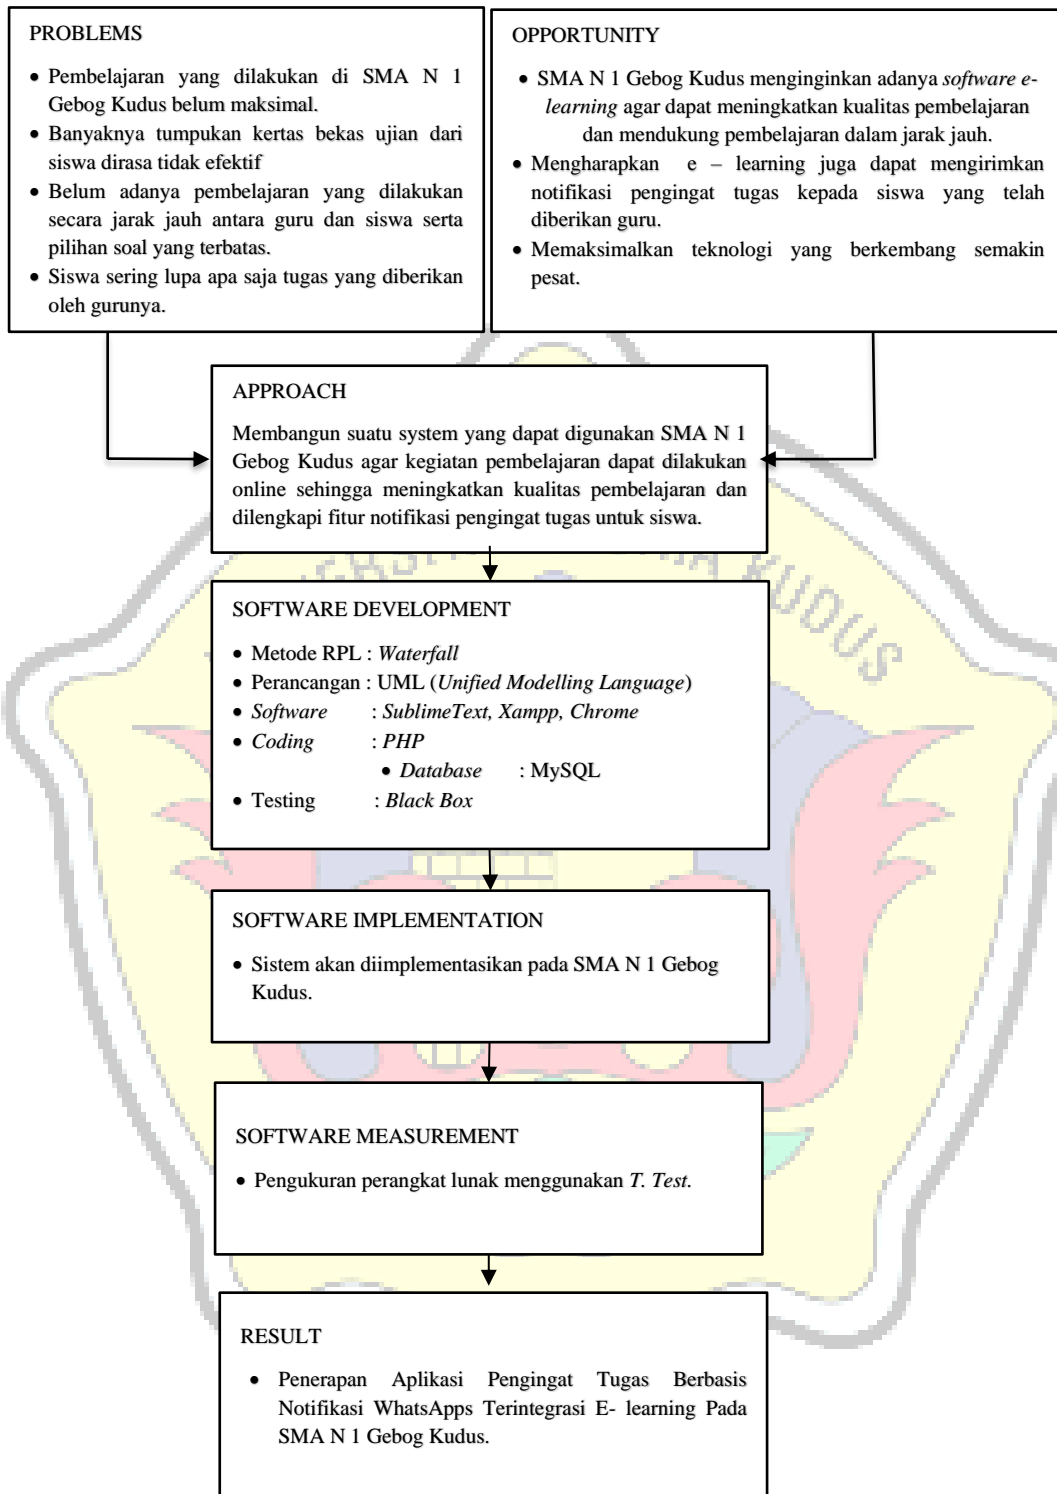 PROBLEMS
• Pembelajaran yang dilakukan di SMA N 1
Gebog Kudus belum maksimal.
• Banyaknya tumpukan kertas bekas ujian dari
siswa dirasa tidak efektif
• Belum adanya pembelajaran yang dilakukan
secara jarak jauh antara guru dan siswa serta
pilihan soal yang terbatas.
• Siswa sering lupa apa saja tugas yang diberikan
oleh gurunya.
OPPORTUNITY
• SMA N 1 Gebog Kudus menginginkan adanya software e-
learning agar dapat meningkatkan kualitas pembelajaran
dan mendukung pembelajaran dalam jarak jauh.
• Mengharapkan e – learning juga dapat mengirimkan
notifikasi pengingat tugas kepada siswa yang telah
diberikan guru.
• Memaksimalkan teknologi yang berkembang semakin
pesat.
APPROACH
Membangun suatu system yang dapat digunakan SMA N 1
Gebog Kudus agar kegiatan pembelajaran dapat dilakukan
online sehingga meningkatkan kualitas pembelajaran dan
dilengkapi fitur notifikasi pengingat tugas untuk siswa.
KUDUS
SOFTWARE DEVELOPMENT
• Metode RPL : Waterfall
• Perancangan : UML (Unified Modelling Language)
• Software : SublimeText, Xampp, Chrome
• Coding : PHP
• Database : MySQL
• Testing : Black Box
SOFTWARE IMPLEMENTATION
• Sistem akan diimplementasikan pada SMA N 1 Gebog
Kudus.
SOFTWARE MEASUREMENT
• Pengukuran perangkat lunak menggunakan T. Test.
RESULT
• Penerapan Aplikasi Pengingat Tugas Berbasis
Notifikasi WhatsApps Terintegrasi E- learning Pada
SMA N 1 Gebog Kudus.